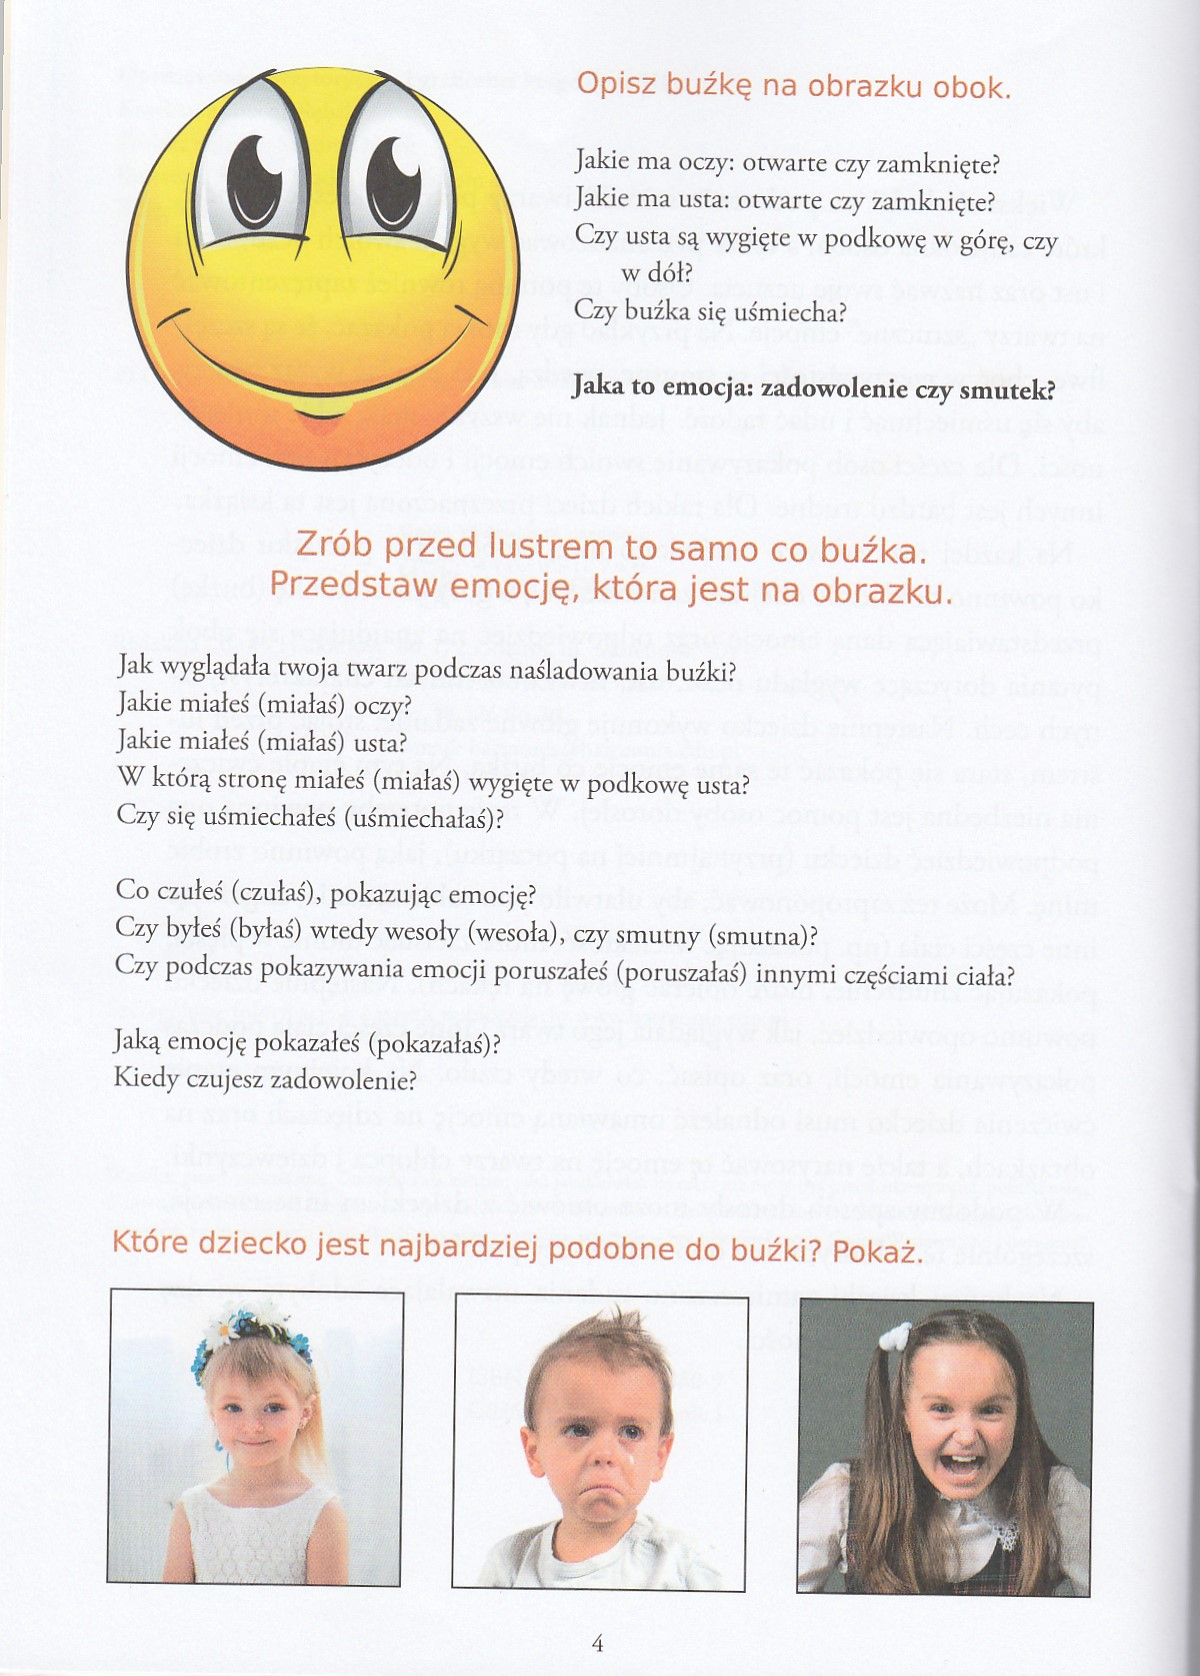 Opisz buźkę na obrazku obok.
Jakie ma oczy: otwarte czy zamknięte?
Jakie ma usta: otwarte czy zamknięte?
Czy usta są wygięte w podkowę w górę, czy
w dół?
Czy buźka się uśmiecha?
Jaka to emocja: zadowolenie czy smutek?
Zrób przed lustrem to samo co buźka.
Przedstaw emocję, która jest na obrazku.
Jak wyglądała twoja twarz podczas naśladowania buźki?
Jakie miałeś (miałaś) oczy?
Jakie miałeś (miałaś) usta?
W którą stronę miałeś (miałaś) wygięte w podkowę usta?
Czy się uśmiechałeś (uśmiechałaś)?
Co czułeś (czułaś), pokazując emocję?
Czy byłeś (byłaś) wtedy wesoły (wesoła), czy smutny (smutna)?
Czy podczas pokazywania emocji poruszałeś (poruszałaś) innymi częściami ciała?
Jaką emocję pokazałeś (pokazałaś)?
Kiedy czujesz zadowolenie?
Które dziecko jest najbardziej podobne do buźki? Pokaż.
4